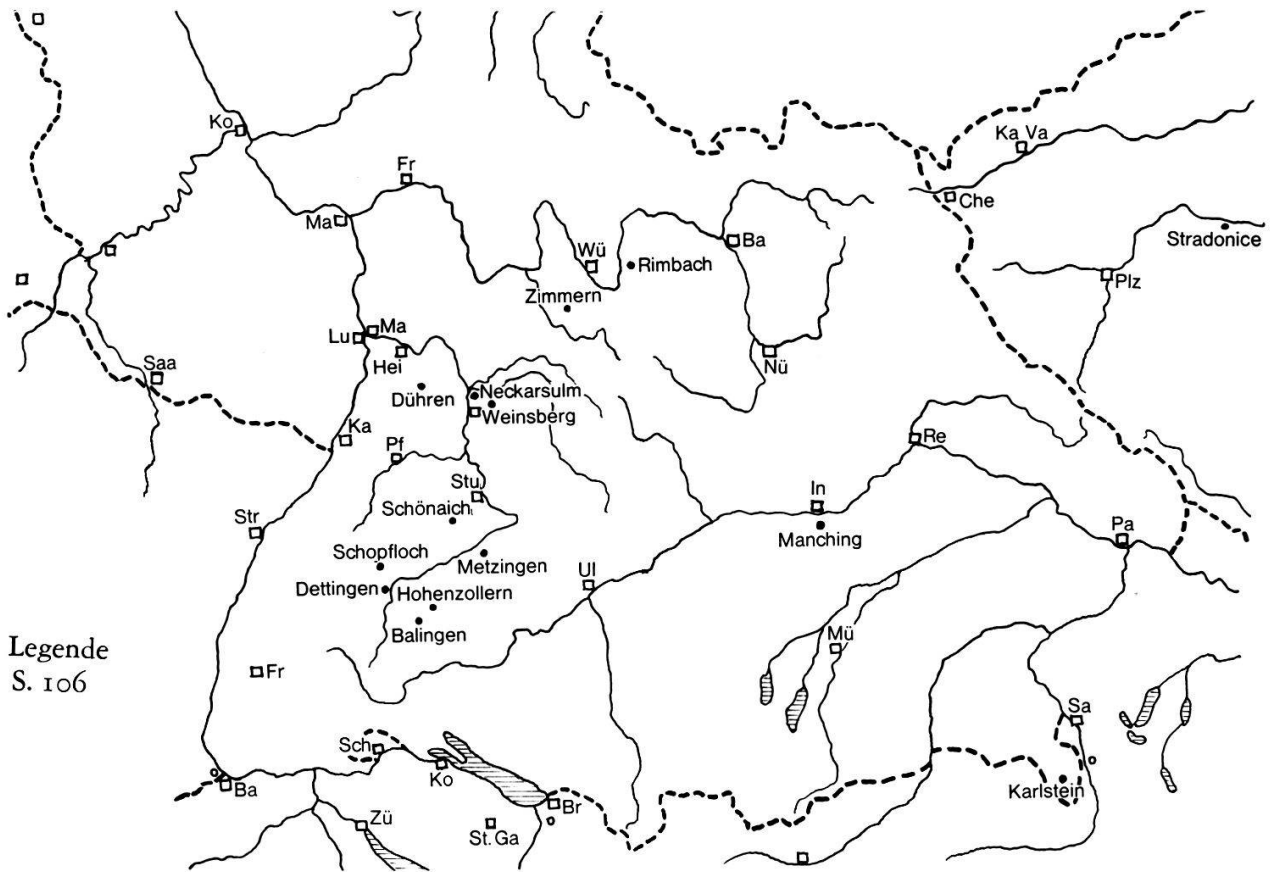 Ko
Ka Va
Fr
Ma
Che
Ba
Stradonice
Wü
Rimbach
Plz
Zimmern
Ma
Lu
Hei
Nü
Saa
Dühren
Neckarsulm
Weinsberg
Ka
Pf
Re
Stu
In
Schönaich
Str
Manching
Pa
Schopfloch
Metzingen
Ul
Dettingen
Hohenzollern
Balingen
Mü
Legende
S. 106
Fr
Sa
Sch
Ko
Ba
Karlstein
Br
Zü
St. Ga